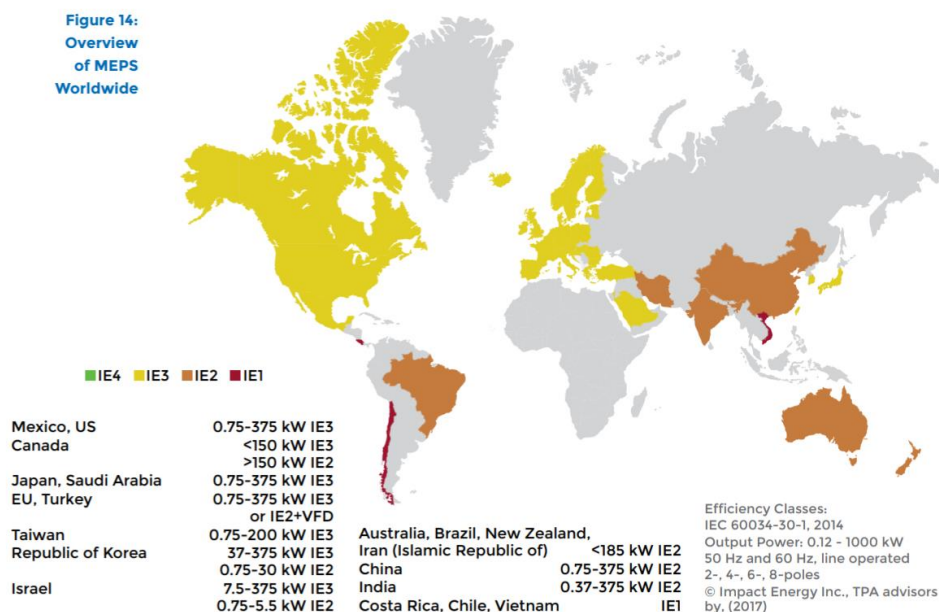 Figure 14:
Overview
of MEPS
Worldwide
IE4 IE3 IE2 IE1
Mexico, US 0.75-375 kW IE3
Canada <150 kW IE3
>150 kW IE2
Japan, Saudi Arabia 0.75-375 kW IE3
EU, Turkey 0.75-375 kW IE3
or IE2+VFD
Taiwan 0.75-200 kW IE3
Republic of Korea 37-375 kW IE3
0.75-30 kW IE2
Israel 7.5-375 kW IE3
0.75-5.5 kW IE2
Australia, Brazil, New Zealand,
Iran (Islamic Republic of) <185 kW IE2
China 0.75-375 kW IE2
India 0.37-375 kW IE2
Costa Rica, Chile, Vietnam IE1
Efficiency Classes:
IEC 60034-30-1, 2014
Output Power: 0.12 - 1000 kW
50 Hz and 60 Hz, line operated
2-, 4-, 6-, 8-poles
© Impact Energy Inc., TPA advisors
by, (2017)